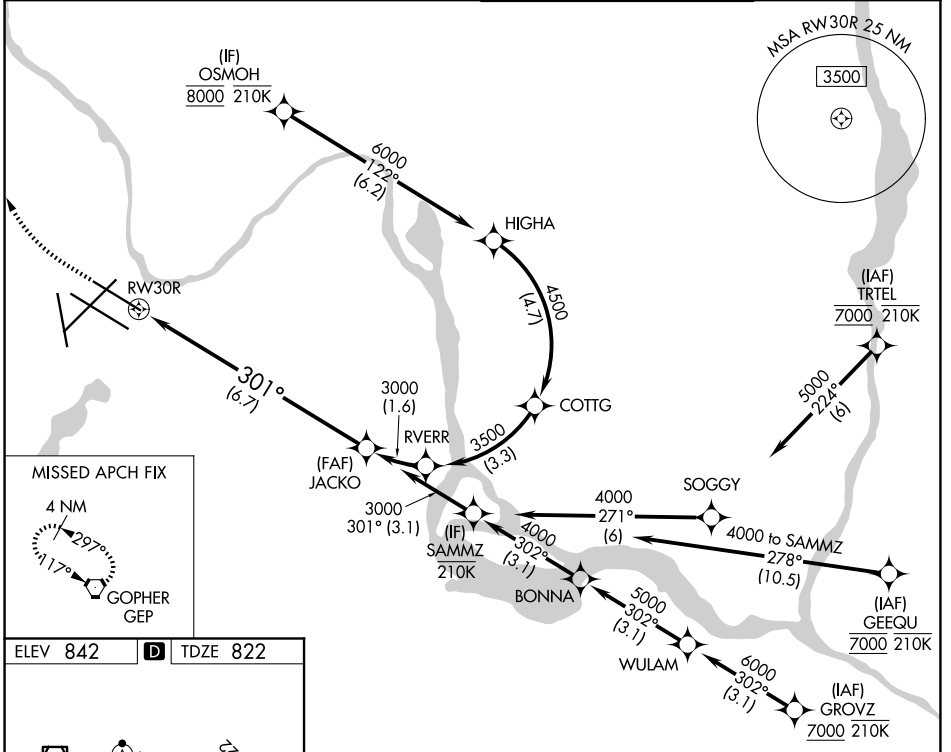 MSA RW30R 25 NM
3500
(IF)
OSMOH
8000 210K
6000
122°
(6.2)
HIGHA
4500
(4.7)
(IAF)
TRTEL
7000 210K
5000
224°
(6)
RW30R
301°
(6.7)
3000
(1.6)
COTTG
RVERR
3500
(3.3)
(FAF)
JACKO
3000
301° (3.1)
(IF)
SAMMZ
210K
SOGGY
4000
271°
(6)
4000 to SAMMZ
278°
(10.5)
4000
302°
(3.1)
BONNA
(IAF)
GEEQU
7000 210K
5000
302°
(3.1)
WULAM
6000
302°
(3.1)
(IAF)
GROVZ
7000 210K
MISSED APCH FIX
4 NM
297°
117°
GOPHER
GEP
ELEV 842 D TDZE 822